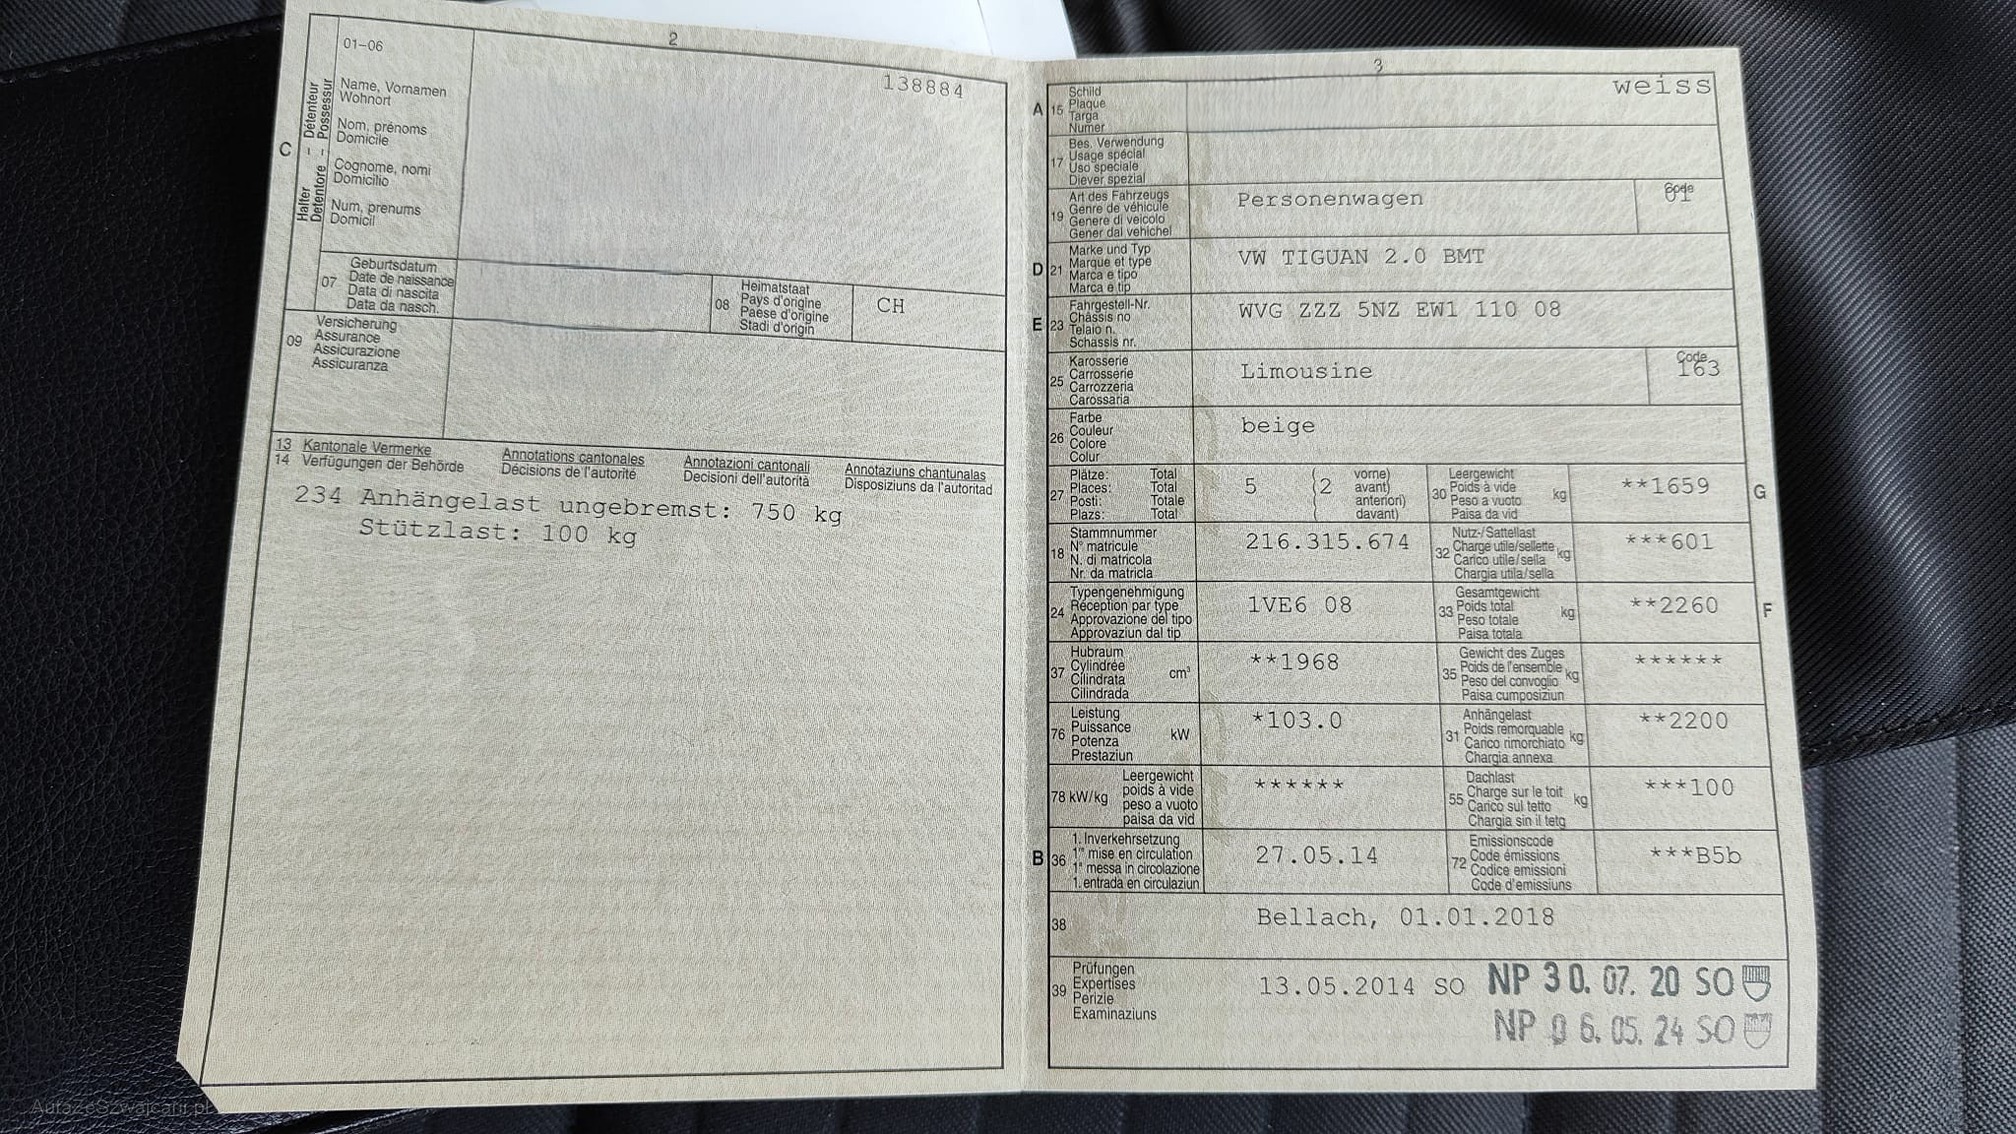 2
01-06
138884
C
Halter Détenteur
Detentore Possessur
Name, Vornamen
Wohnort
Nom, prénoms
Domicile
Cognome, nomi
Domicilio
Num, prenums
Domicil
07
Geburtsdatum
Date de naissance
Data di nascita
Data da nasch.
08
Heimatstaat
Pays d'origine
Paese d'origine
Stadi d'origin
CH
09
Versicherung
Assurance
Assicurazione
Assicuranza
13 Kantonale Vermerke Annotations cantonales Annotazioni cantonali Annotaziuns chantunalas
14 Verfügungen der Behörde Décisions de l'autorité Decisioni dell'autorità Disposiziuns da l'autoritad
234 Anhängelast ungebremst: 750 kg
Stützlast: 100 kg
3
A 15
Schild
Plaque
Targa
Numer
weiss
17
Bes. Verwendung
Usage spécial
Uso speciale
Diever spezial
19
Art des Fahrzeugs
Genre de véhicule
Genere di veicolo
Gener dal vehichel
Personenwagen
Code
01
D 21
Marke und Typ
Marque et type
Marca e tipo
Marca e tip
VW TIGUAN 2.0 BMT
E 23
Fahrgestell-Nr.
Châssis no
Telaio n.
Schassis nr.
WVG ZZZ 5NZ EW1 110 08
25
Karosserie
Carrosserie
Carrozzeria
Carossaria
Limousine
Code
163
26
Farbe
Couleur
Colore
Colur
beige
27
Plätze: Total
Places: Total
Posti: Totale
Plazs: Total
5 (2
vorne)
avant)
anteriori)
davant)
30
Leergewicht
Poids à vide
Peso a vuoto
Paisa da vid
kg
**1659
G
18
Stammnummer
N° matricule
N. di matricola
Nr. da matricla
216.315.674
32
Nutz-/Sattellast
Charge utile/sellette
Carico utile/sella
Chargia utila/sella
kg
***601
24
Typengenehmigung
Réception par type
Approvazione del tipo
Approvaziun dal tip
1VE6 08
33
Gesamtgewicht
Poids total
Peso totale
Paisa totala
kg
**2260
F
37
Hubraum
Cylindrée
Cilindrata
Cilindrada
cm³
**1968
35
Gewicht des Zuges
Poids de l'ensemble
Peso del convoglio
Paisa cumposiziun
kg
******
76
Leistung
Puissance
Potenza
Prestaziun
kW
*103.0
31
Anhängelast
Poids remorquable
Carico rimorchiato
Chargia annexa
kg
**2200
78 kW/kg
Leergewicht
poids à vide
peso a vuoto
paisa da vid
******
55
Dachlast
Charge sur le toit
Carico sul tetto
Chargia sin il tetg
kg
***100
B 36
1. Inverkehrsetzung
1re mise en circulation
1a messa in circolazione
1. entrada en circulaziun
27.05.14
72
Emissionscode
Code émissions
Codice emissioni
Code d'emissiuns
***B5b
38
Bellach, 01.01.2018
39
Prüfungen
Expertises
Perizie
Examinaziuns
13.05.2014 SO NP 30.07.20 SO
NP 06.05.24 SO
AutazeSzwajcarii.pl